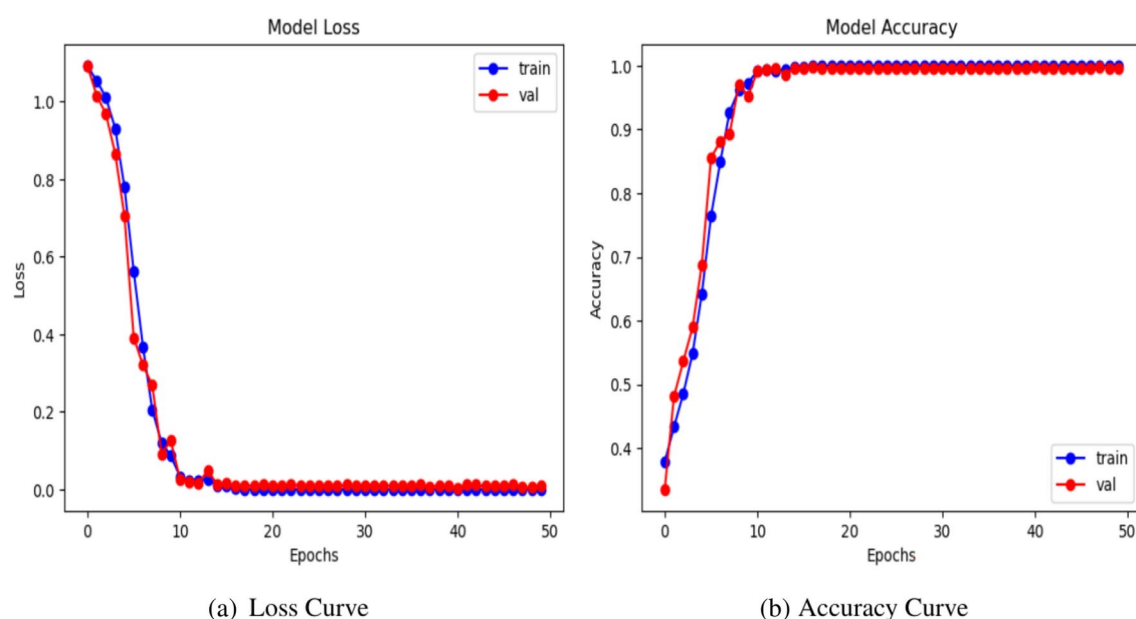 Model Loss
train
val
1.0
0.8
0.6
0.4
0.2
0.0
Loss
0
10
20
30
40
50
Epochs
(a) Loss Curve
Model Accuracy
1.0
0.9
0.8
0.7
0.6
0.5
0.4
Accuracy
train
val
0
10
20
30
40
50
Epochs
(b) Accuracy Curve